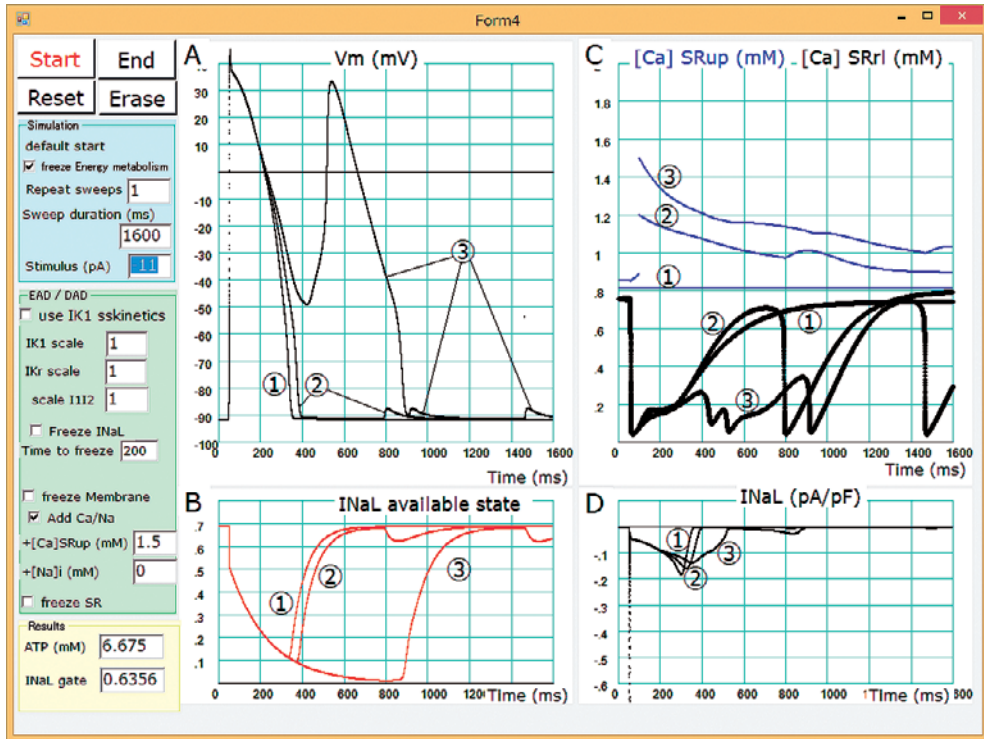 Form4
Start End
Reset Erase
Simulation
default start
freeze Energy metabolism
Repeat sweeps 1
Sweep duration (ms)
1600
Stimulus (pA) -11
EAD / DAD
use IK1 sskinetics
IK1 scale 1
IKr scale 1
scale I1I2 1
Freeze INaL
Time to freeze 200
freeze Membrane
Add Ca/Na
+[Ca]SRup (mM) 1.5
+[Na]i (mM) 0
freeze SR
Results
ATP (mM) 6.675
INaL gate 0.6356
A Vm (mV)
30
20
10
-10
-20
-30
-40
-50
-60
-70
-80
-90
-100
① ② ③
0 200 400 600 800 1000 1200 1400 1600
Time (ms)
B INaL available state
.7
.6
.5
.4
.3
.2
.1
① ② ③
0 200 400 600 800 1000 1200 Time (ms)
C [Ca] SRup (mM) [Ca] SRrl (mM)
1.8
1.6
1.4
1.2
1
.8
.6
.4
.2
③
②
①
② ①
③
0 200 400 600 800 1000 1200 1400 1600
Time (ms)
D INaL (pA/pF)
-.1
-.2
-.3
-.4
-.5
-.6
① ② ③
0 200 400 600 800 1000 1200 Time (ms)